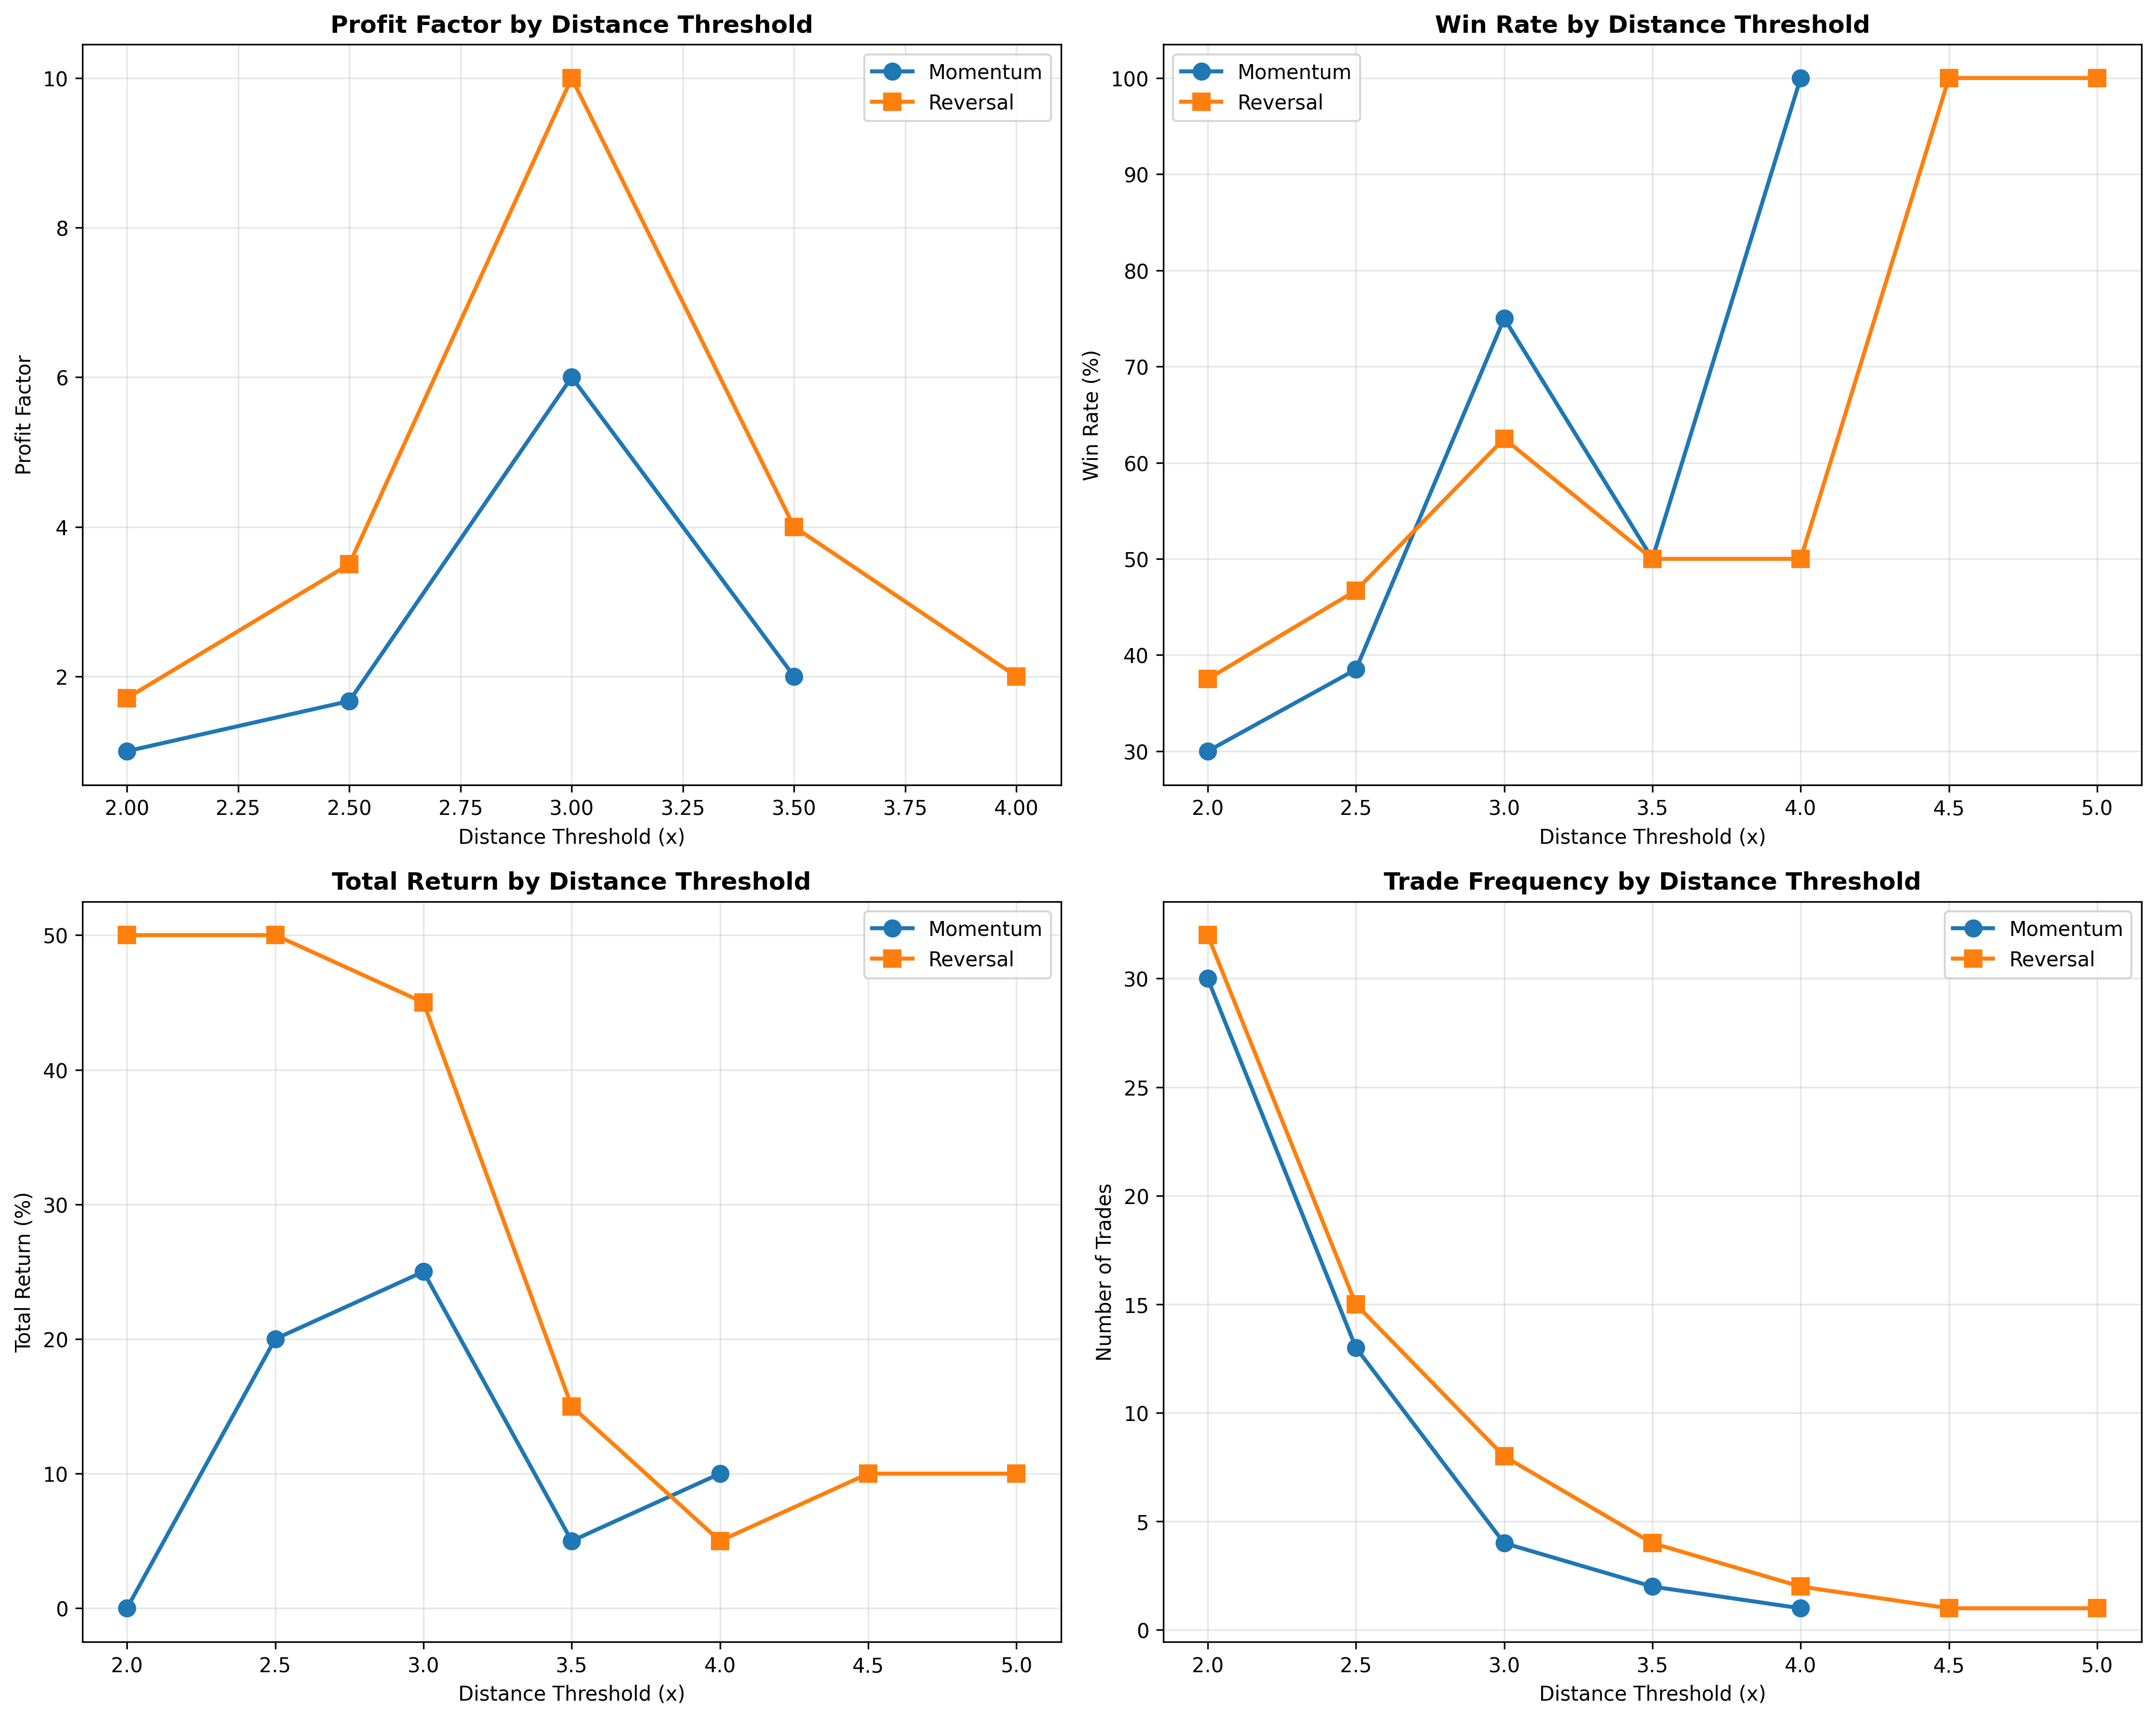 Profit Factor by Distance Threshold
10
8
6
4
2
Profit Factor
Momentum
Reversal
2.00 2.25 2.50 2.75 3.00 3.25 3.50 3.75 4.00
Distance Threshold (x)
Win Rate by Distance Threshold
100
90
80
70
60
50
40
30
Win Rate (%)
Momentum
Reversal
2.0 2.5 3.0 3.5 4.0 4.5 5.0
Distance Threshold (x)
Total Return by Distance Threshold
50
40
30
20
10
0
Total Return (%)
Momentum
Reversal
2.0 2.5 3.0 3.5 4.0 4.5 5.0
Distance Threshold (x)
Trade Frequency by Distance Threshold
30
25
20
15
10
5
0
Number of Trades
Momentum
Reversal
2.0 2.5 3.0 3.5 4.0 4.5 5.0
Distance Threshold (x)